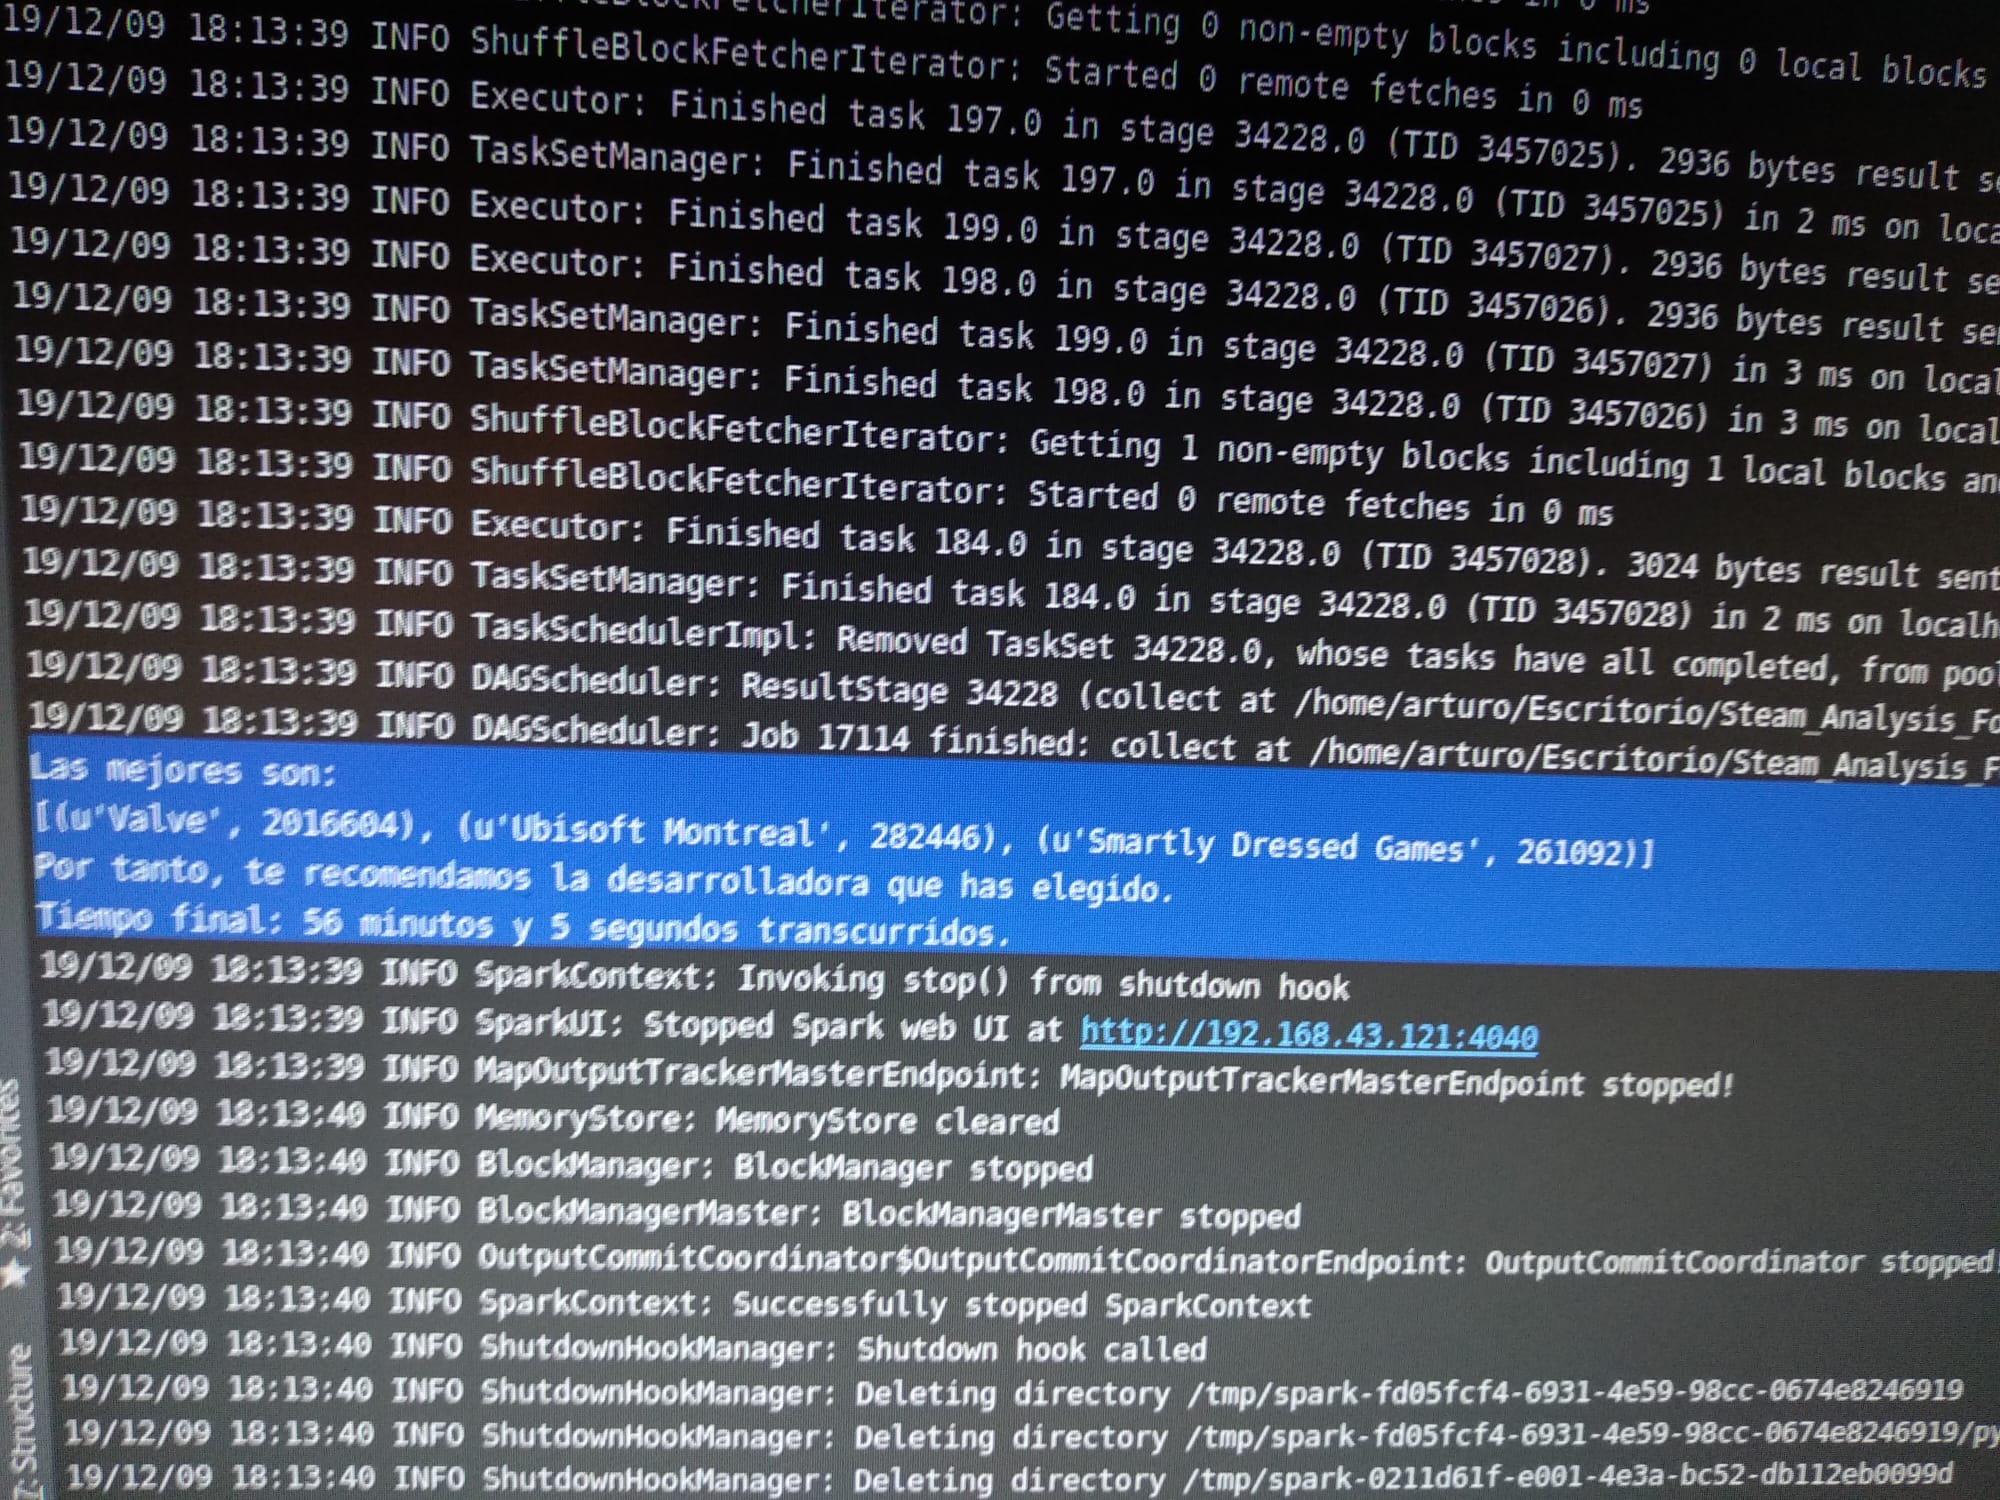 kFetcherIterator: Getting 0 non-empty blocks including 0 local blocks
19/12/09 18:13:39 INFO ShuffleBlockFetcherIterator: Started 0 remote fetches in 0 ms
19/12/09 18:13:39 INFO Executor: Finished task 197.0 in stage 34228.0 (TID 3457025). 2936 bytes result se
19/12/09 18:13:39 INFO TaskSetManager: Finished task 197.0 in stage 34228.0 (TID 3457025) in 2 ms on loca
19/12/09 18:13:39 INFO Executor: Finished task 199.0 in stage 34228.0 (TID 3457027). 2936 bytes result se
19/12/09 18:13:39 INFO Executor: Finished task 198.0 in stage 34228.0 (TID 3457026). 2936 bytes result sen
19/12/09 18:13:39 INFO TaskSetManager: Finished task 199.0 in stage 34228.0 (TID 3457027) in 3 ms on local
19/12/09 18:13:39 INFO TaskSetManager: Finished task 198.0 in stage 34228.0 (TID 3457026) in 3 ms on local
19/12/09 18:13:39 INFO ShuffleBlockFetcherIterator: Getting 1 non-empty blocks including 1 local blocks an
19/12/09 18:13:39 INFO ShuffleBlockFetcherIterator: Started 0 remote fetches in 0 ms
19/12/09 18:13:39 INFO Executor: Finished task 184.0 in stage 34228.0 (TID 3457028). 3024 bytes result sent
19/12/09 18:13:39 INFO TaskSetManager: Finished task 184.0 in stage 34228.0 (TID 3457028) in 2 ms on localh
19/12/09 18:13:39 INFO TaskSchedulerImpl: Removed TaskSet 34228.0, whose tasks have all completed, from pool
19/12/09 18:13:39 INFO DAGScheduler: ResultStage 34228 (collect at /home/arturo/Escritorio/Steam_Analysis_Fo
19/12/09 18:13:39 INFO DAGScheduler: Job 17114 finished: collect at /home/arturo/Escritorio/Steam_Analysis_F
Las mejores son:
[(u'Valve', 2016604), (u'Ubisoft Montreal', 282446), (u'Smartly Dressed Games', 261092)]
Por tanto, te recomendamos la desarrolladora que has elegido.
Tiempo final: 56 minutos y 5 segundos transcurridos.
19/12/09 18:13:39 INFO SparkContext: Invoking stop() from shutdown hook
19/12/09 18:13:39 INFO SparkUI: Stopped Spark web UI at http://192.168.43.121:4040
19/12/09 18:13:39 INFO MapOutputTrackerMasterEndpoint: MapOutputTrackerMasterEndpoint stopped!
19/12/09 18:13:40 INFO MemoryStore: MemoryStore cleared
19/12/09 18:13:40 INFO BlockManager: BlockManager stopped
19/12/09 18:13:40 INFO BlockManagerMaster: BlockManagerMaster stopped
19/12/09 18:13:40 INFO OutputCommitCoordinator$OutputCommitCoordinatorEndpoint: OutputCommitCoordinator stopped!
19/12/09 18:13:40 INFO SparkContext: Successfully stopped SparkContext
19/12/09 18:13:40 INFO ShutdownHookManager: Shutdown hook called
19/12/09 18:13:40 INFO ShutdownHookManager: Deleting directory /tmp/spark-fd05fcf4-6931-4e59-98cc-0674e8246919
19/12/09 18:13:40 INFO ShutdownHookManager: Deleting directory /tmp/spark-fd05fcf4-6931-4e59-98cc-0674e8246919/py
19/12/09 18:13:40 INFO ShutdownHookManager: Deleting directory /tmp/spark-0211d61f-e001-4e3a-bc52-db112eb0099d
2: Favorites
7: Structure